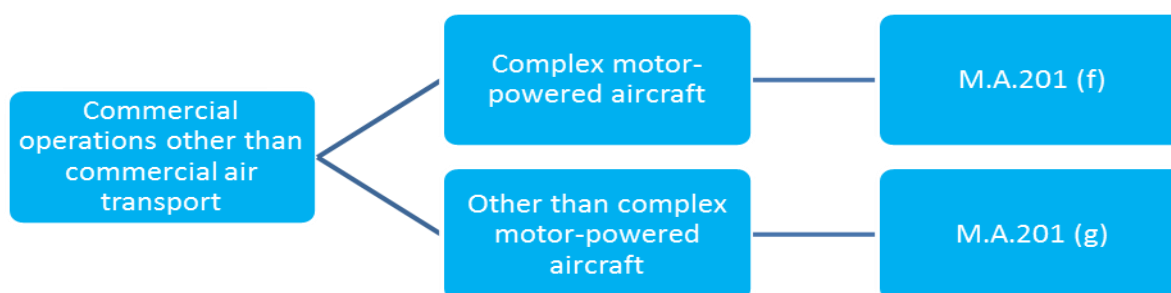 Commercial
operations other than
commercial air
transport
Complex motor-
powered aircraft
M.A.201 (f)
Other than complex
motor-powered
aircraft
M.A.201 (g)